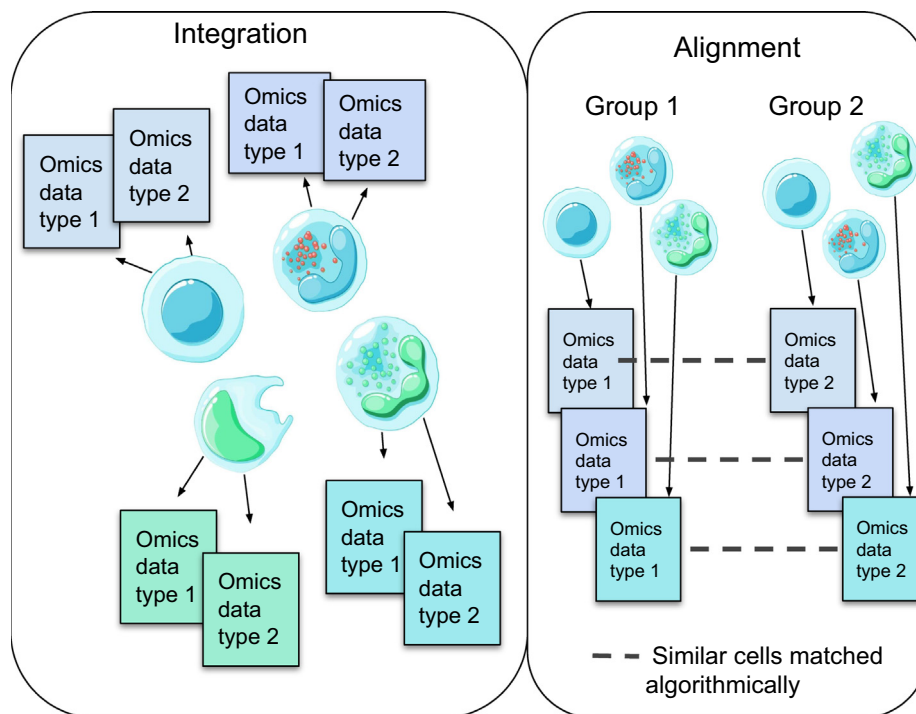 Integration
Omics
data
type 1
Omics
data
type 2
Omics
data
type 1
Omics
data
type 2
Omics
data
type 1
Omics
data
type 2
Omics
data
type 1
Omics
data
type 2
Alignment
Group 1
Group 2
Omics
data
type 1
Omics
data
type 2
Omics
data
type 1
Omics
data
type 2
Omics
data
type 1
Omics
data
type 2
Similar cells matched
algorithmically